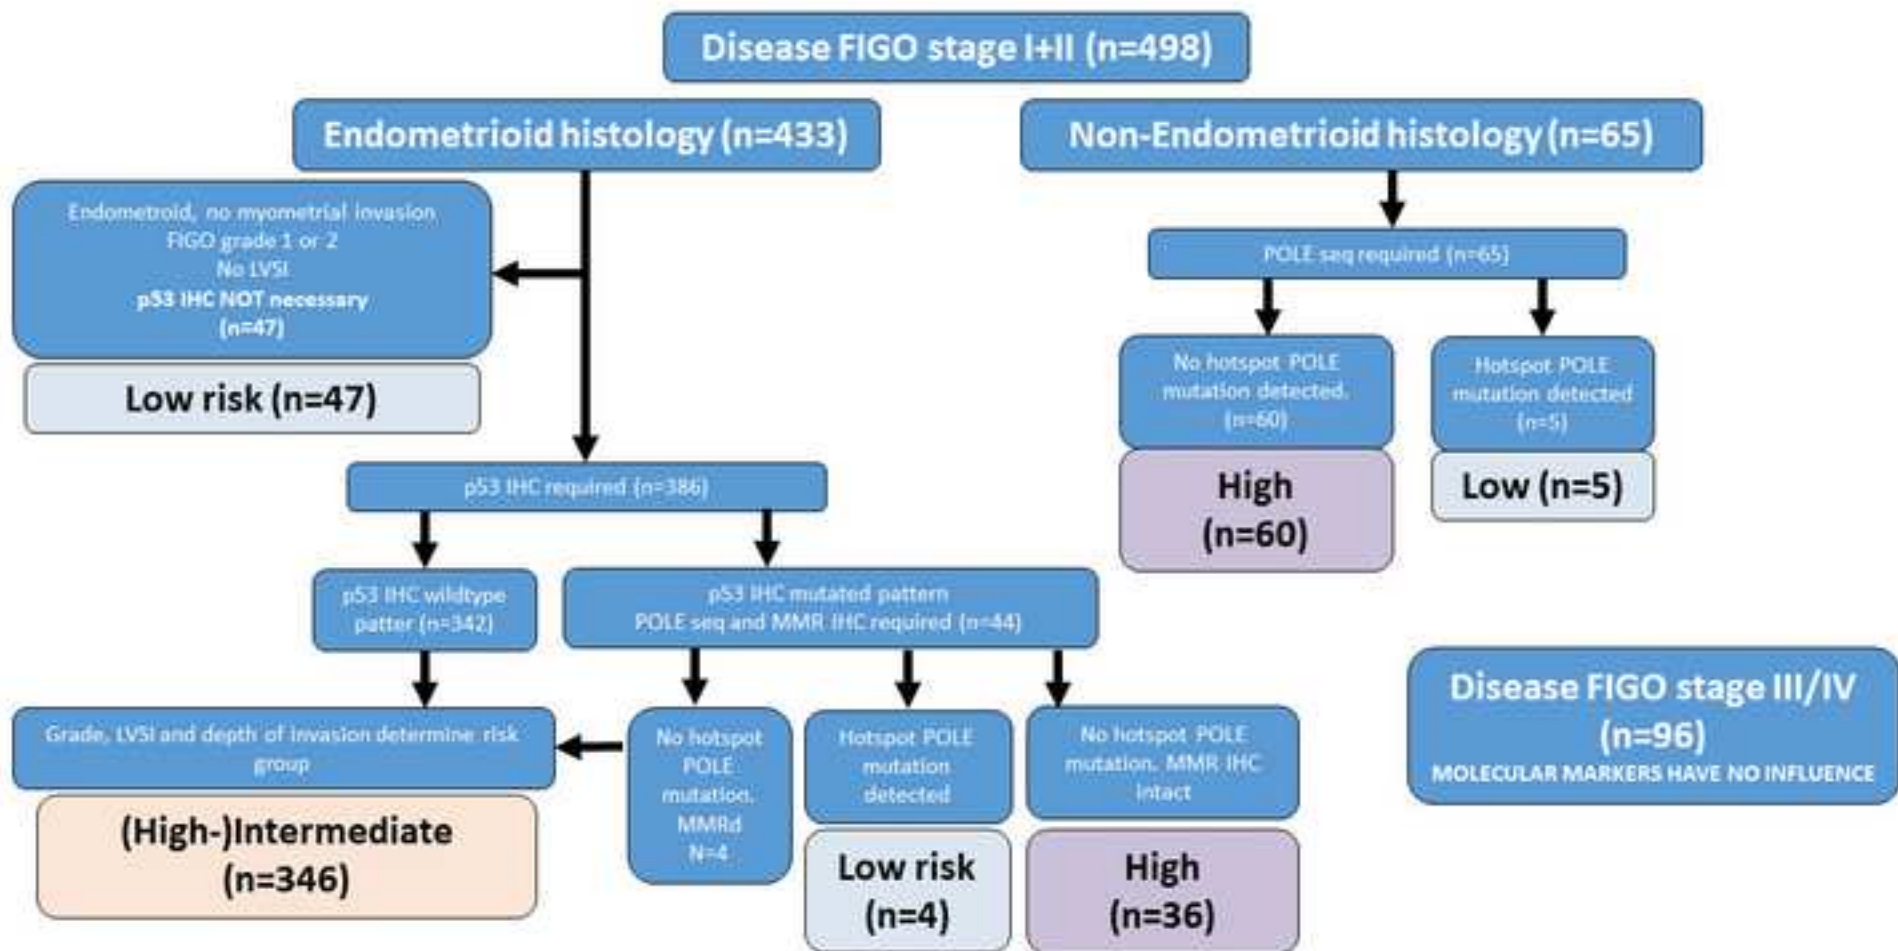 Disease FIGO stage I+II (n=498)
Endometrioid histology (n=433)
Non-Endometrioid histology (n=65)
Endometroid, no myometrial invasion
FIGO grade 1 or 2
No LVSI
p53 IHC NOT necessary
(n=47)
Low risk (n=47)
POLE seq required (n=65)
No hotspot POLE
mutation detected.
(n=60)
High
(n=60)
Hotspot POLE
mutation detected
(n=5)
Low (n=5)
p53 IHC required (n=386)
p53 IHC wildtype
patter (n=342)
p53 IHC mutated pattern
POLE seq and MMR IHC required (n=44)
Grade, LVSI and depth of invasion determine risk
group
(High-)Intermediate
(n=346)
No hotspot
POLE
mutation.
MMRd
N=4
Hotspot POLE
mutation
detected
Low risk
(n=4)
No hotspot POLE
mutation. MMR IHC
intact
High
(n=36)
Disease FIGO stage III/IV
(n=96)
MOLECULAR MARKERS HAVE NO INFLUENCE